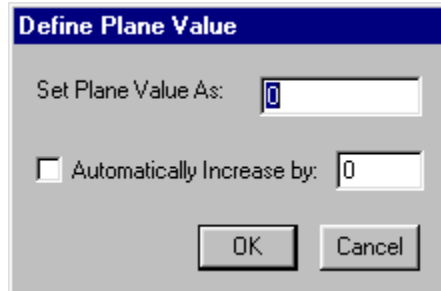 Define Plane Value
Set Plane Value As: 0
Automatically Increase by: 0
OK Cancel